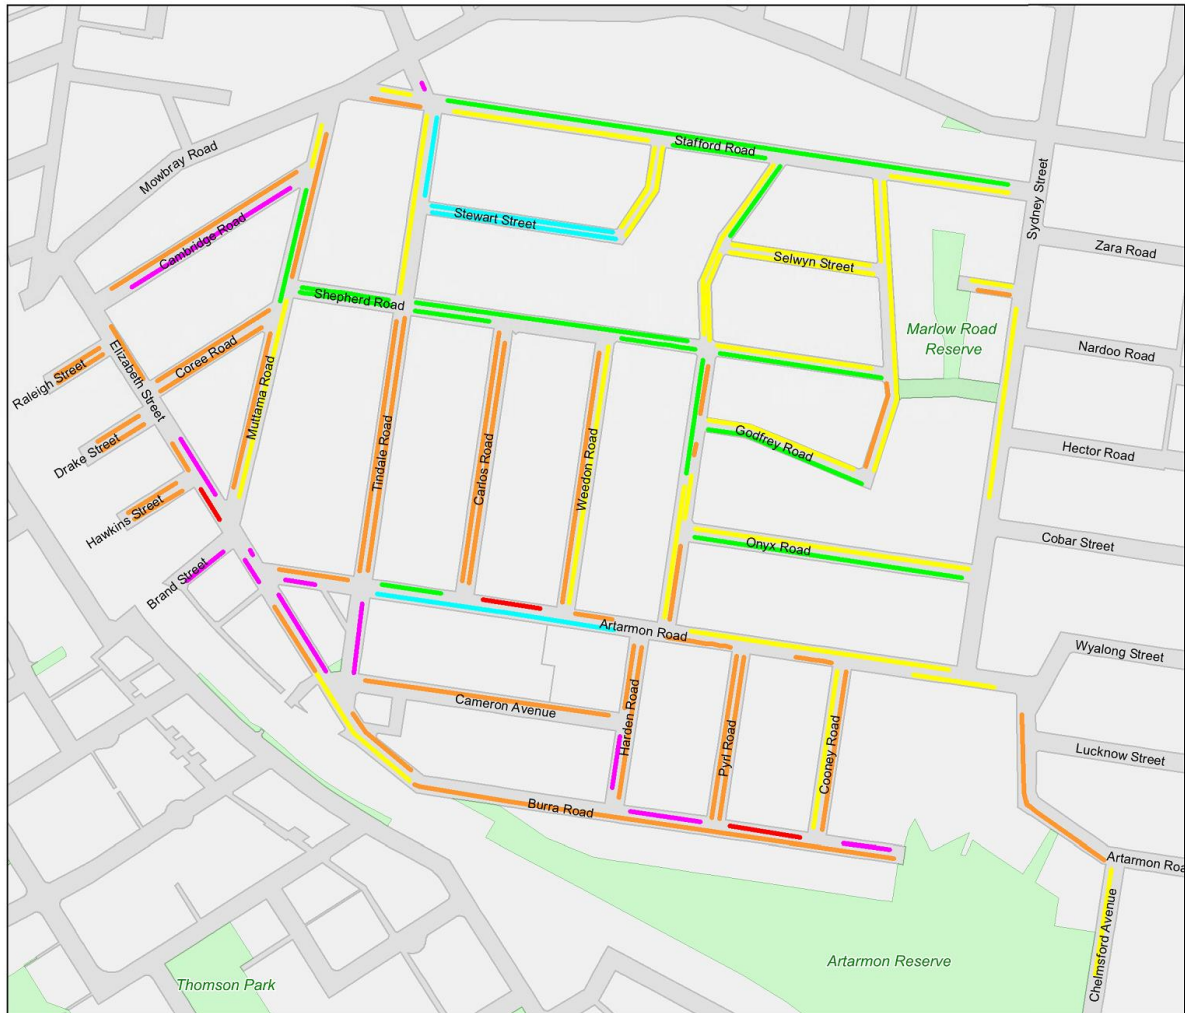 Stafford Road
Mowbray Road
Sydney Street
Stewart Street
Cambridge Road
Zara Road
Selwyn Street
Shepherd Road
Marlow Road
Reserve
Nardoo Road
Coree Road
Raleigh Street
Elizabeth Street
Muttama Road
Drake Street
Tindale Road
Carlos Road
Weedon Road
Godfrey Road
Hector Road
Hawkins Street
Onyx Road
Cobar Street
Brand Street
Artarmon Road
Wyalong Street
Cameron Avenue
Harden Road
Pyrl Road
Cooney Road
Lucknow Street
Burra Road
Artarmon Roa
Chelmsford Avenue
Artarmon Reserve
Thomson Park